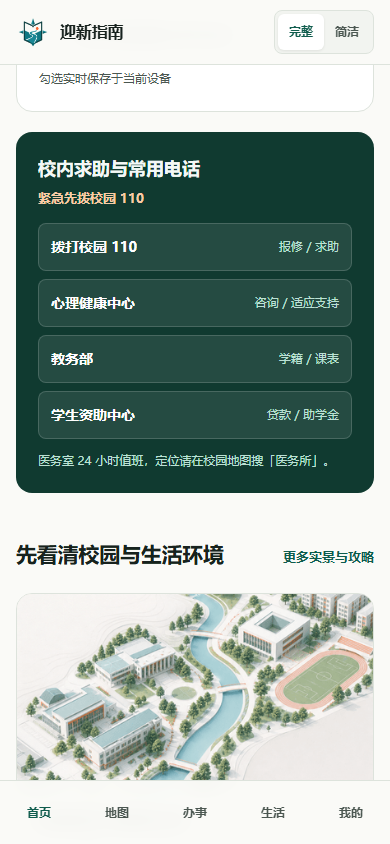 迎新指南
完整
简洁
勾选实时保存于当前设备
校内求助与常用电话
紧急先拨校园 110
拨打校园 110
报修 / 求助
心理健康中心
咨询 / 适应支持
教务部
学籍 / 课表
学生资助中心
贷款 / 助学金
医务室 24 小时值班，定位请在校园地图搜「医务所」。
先看清校园与生活环境
更多实景与攻略
首页
地图
办事
生活
我的